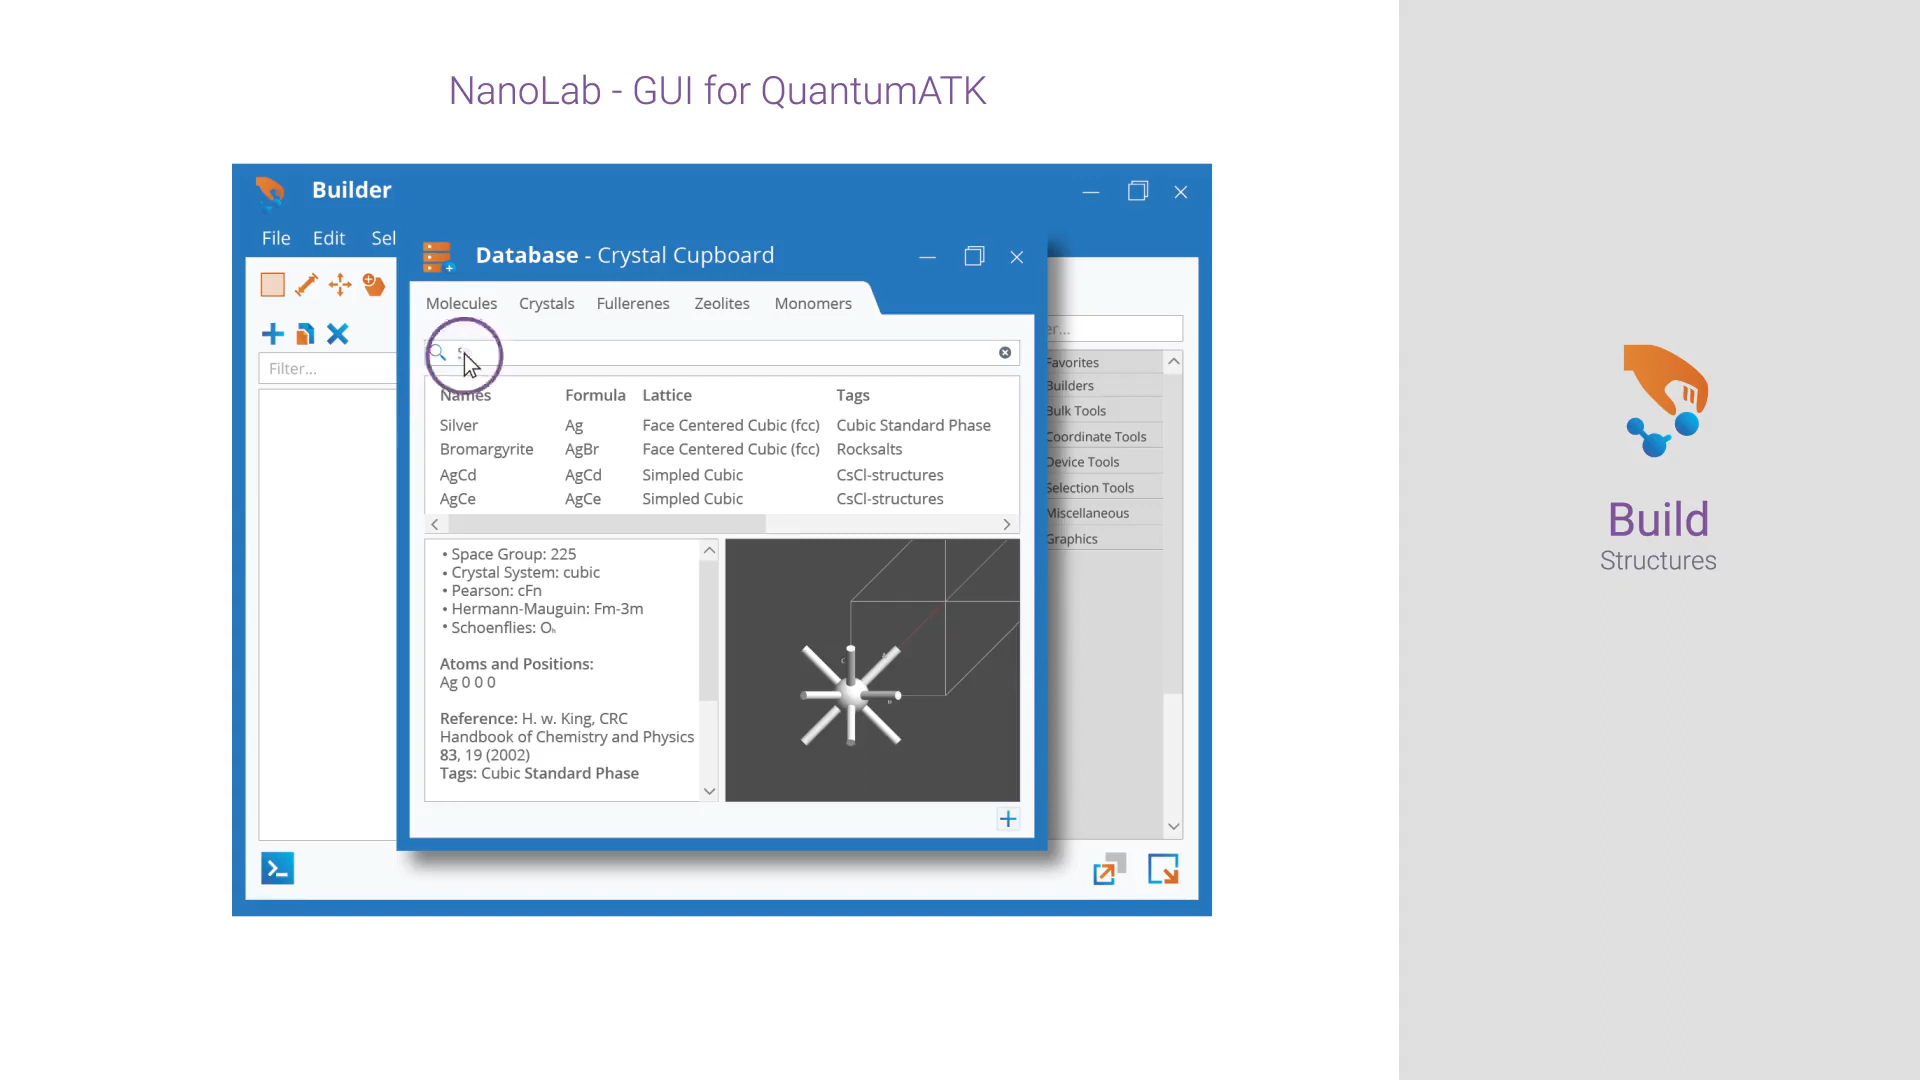 NanoLab - GUI for QuantumATK
Builder
File Edit Sel
Database - Crystal Cupboard
Molecules Crystals Fullerenes Zeolites Monomers
Filter...
Names Formula Lattice Tags
Silver Ag Face Centered Cubic (fcc) Cubic Standard Phase
Bromargyrite AgBr Face Centered Cubic (fcc) Rocksalts
AgCd AgCd Simpled Cubic CsCl-structures
AgCe AgCe Simpled Cubic CsCl-structures
• Space Group: 225
• Crystal System: cubic
• Pearson: cFn
• Hermann-Mauguin: Fm-3m
• Schoenflies: Oₕ
Atoms and Positions:
Ag 0 0 0
Reference: H. w. King, CRC
Handbook of Chemistry and Physics
83, 19 (2002)
Tags: Cubic Standard Phase
er...
Favorites
Builders
Bulk Tools
Coordinate Tools
Device Tools
Selection Tools
Miscellaneous
Graphics
Build
Structures